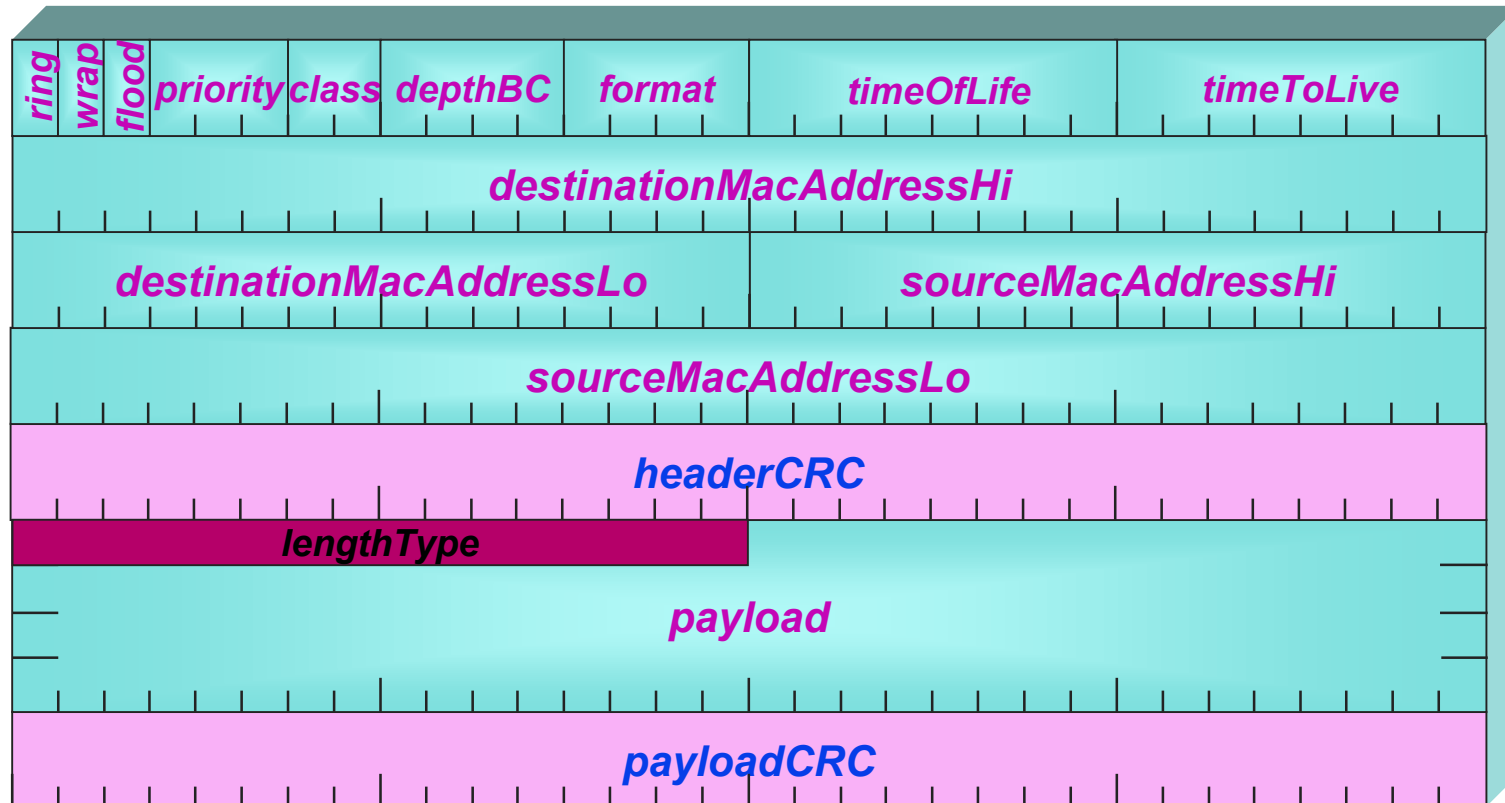 ring wrap flood priority class depthBC format timeOfLife timeToLive
destinationMacAddressHi
destinationMacAddressLo sourceMacAddressHi
sourceMacAddressLo
headerCRC
lengthType
payload
payloadCRC